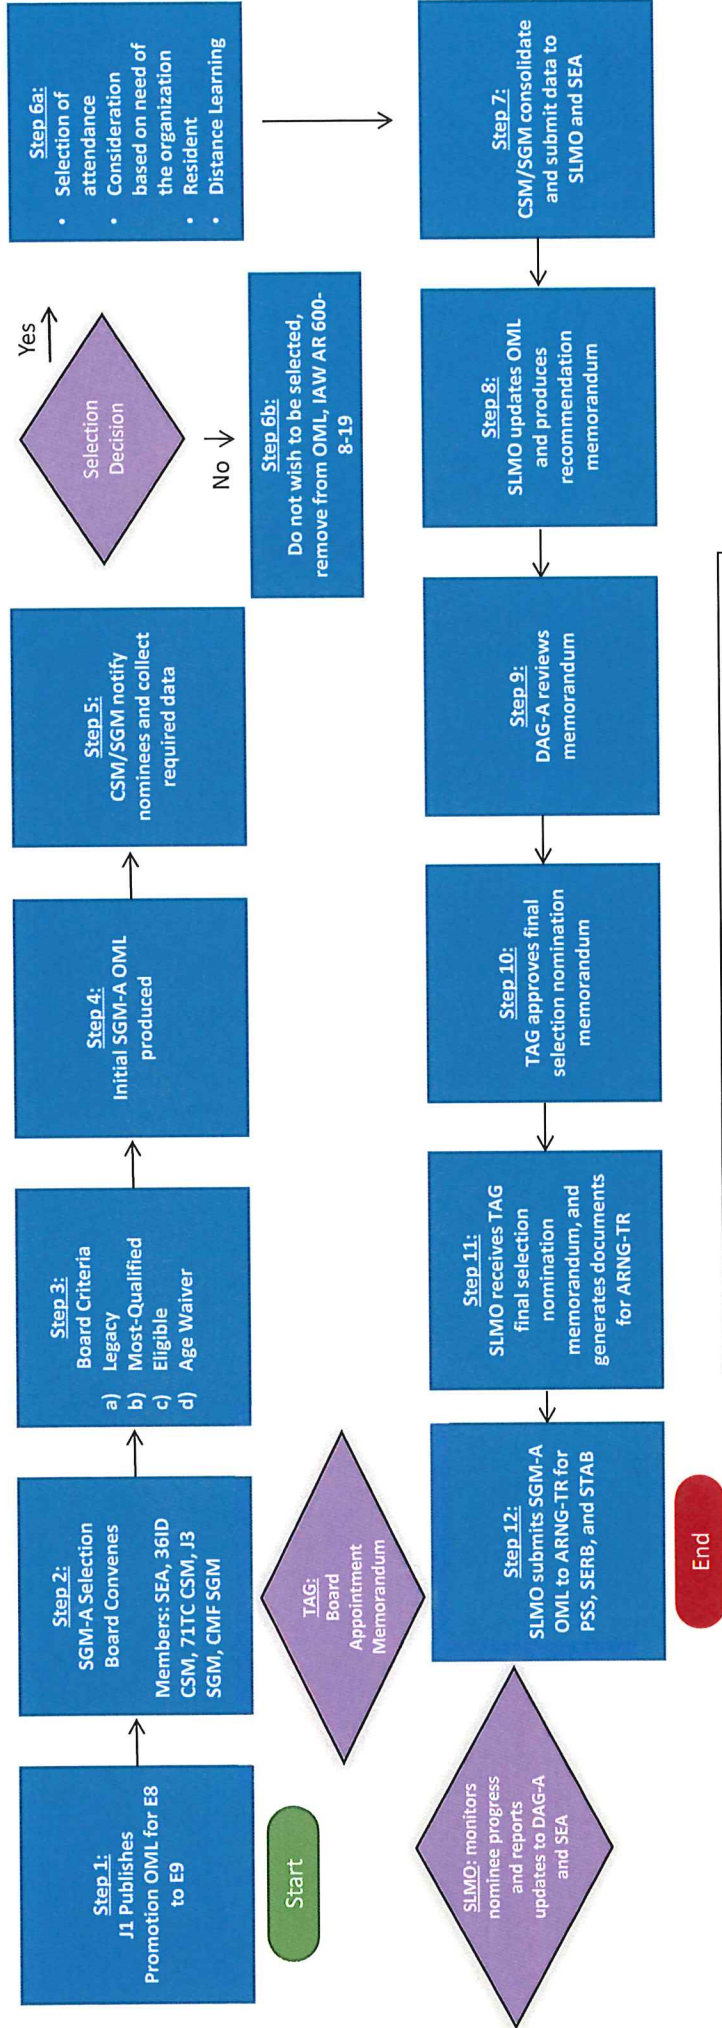 Start
Step 1:
J1 Publishes
Promotion OML for E8
to E9
Step 2:
SGM-A Selection
Board Convenes
Members: SEA, 36ID
CSM, 71TC CSM, J3
SGM, CMF SGM
TAG:
Board
Appointment
Memorandum
Step 3:
Board Criteria
a) Legacy
b) Most-Qualified
c) Eligible
d) Age Waiver
Step 4:
Initial SGM-A OML
produced
Step 5:
CSM/SGM notify
nominees and collect
required data
Selection
Decision
Yes
No
Step 6a:
• Selection of
attendance
• Consideration
based on need of
the organization
• Resident
• Distance Learning
Step 6b:
Do not wish to be selected,
remove from OML, IAW AR 600-
8-19
Step 7:
CSM/SGM consolidate
and submit data to
SLMO and SEA
Step 8:
SLMO updates OML
and produces
recommendation
memorandum
Step 9:
DAG-A reviews
memorandum
Step 10:
TAG approves final
selection nomination
memorandum
Step 11:
SLMO receives TAG
final selection
nomination
memorandum, and
generates documents
for ARNG-TR
Step 12:
SLMO submits SGM-A
OML to ARNG-TR for
PSS, SERB, and STAB
SLMO: monitors
nominee progress
and reports
updates to DAG-A
and SEA
End